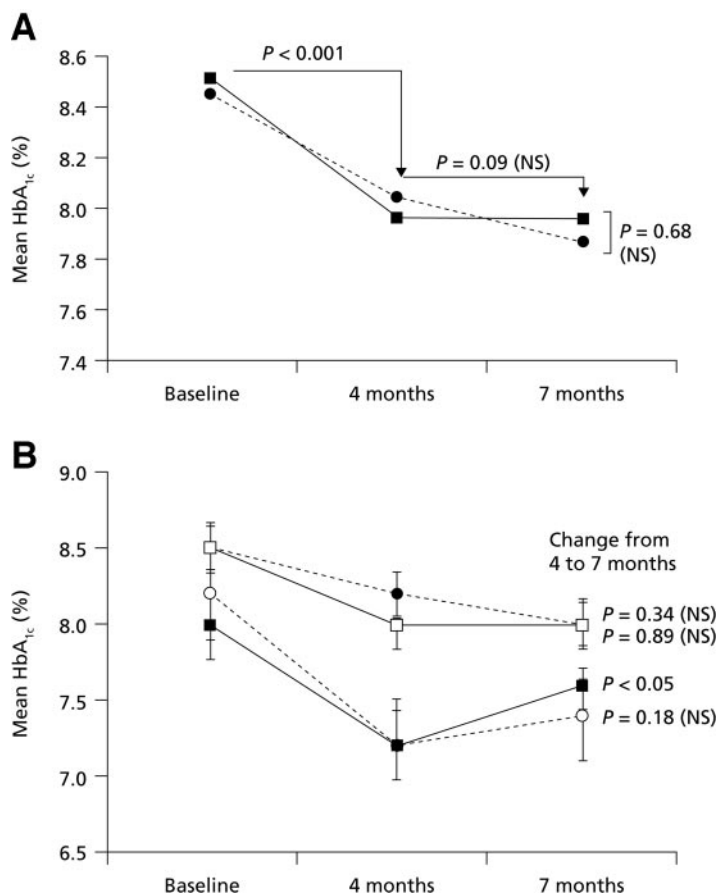 A
Mean HbA1c (%)
8.6
8.4
8.2
8.0
7.8
7.6
7.4
P < 0.001
P = 0.09 (NS)
P = 0.68
(NS)
Baseline 4 months 7 months
B
Mean HbA1c (%)
9.0
8.5
8.0
7.5
7.0
6.5
Change from
4 to 7 months
P = 0.34 (NS)
P = 0.89 (NS)
P < 0.05
P = 0.18 (NS)
Baseline 4 months 7 months